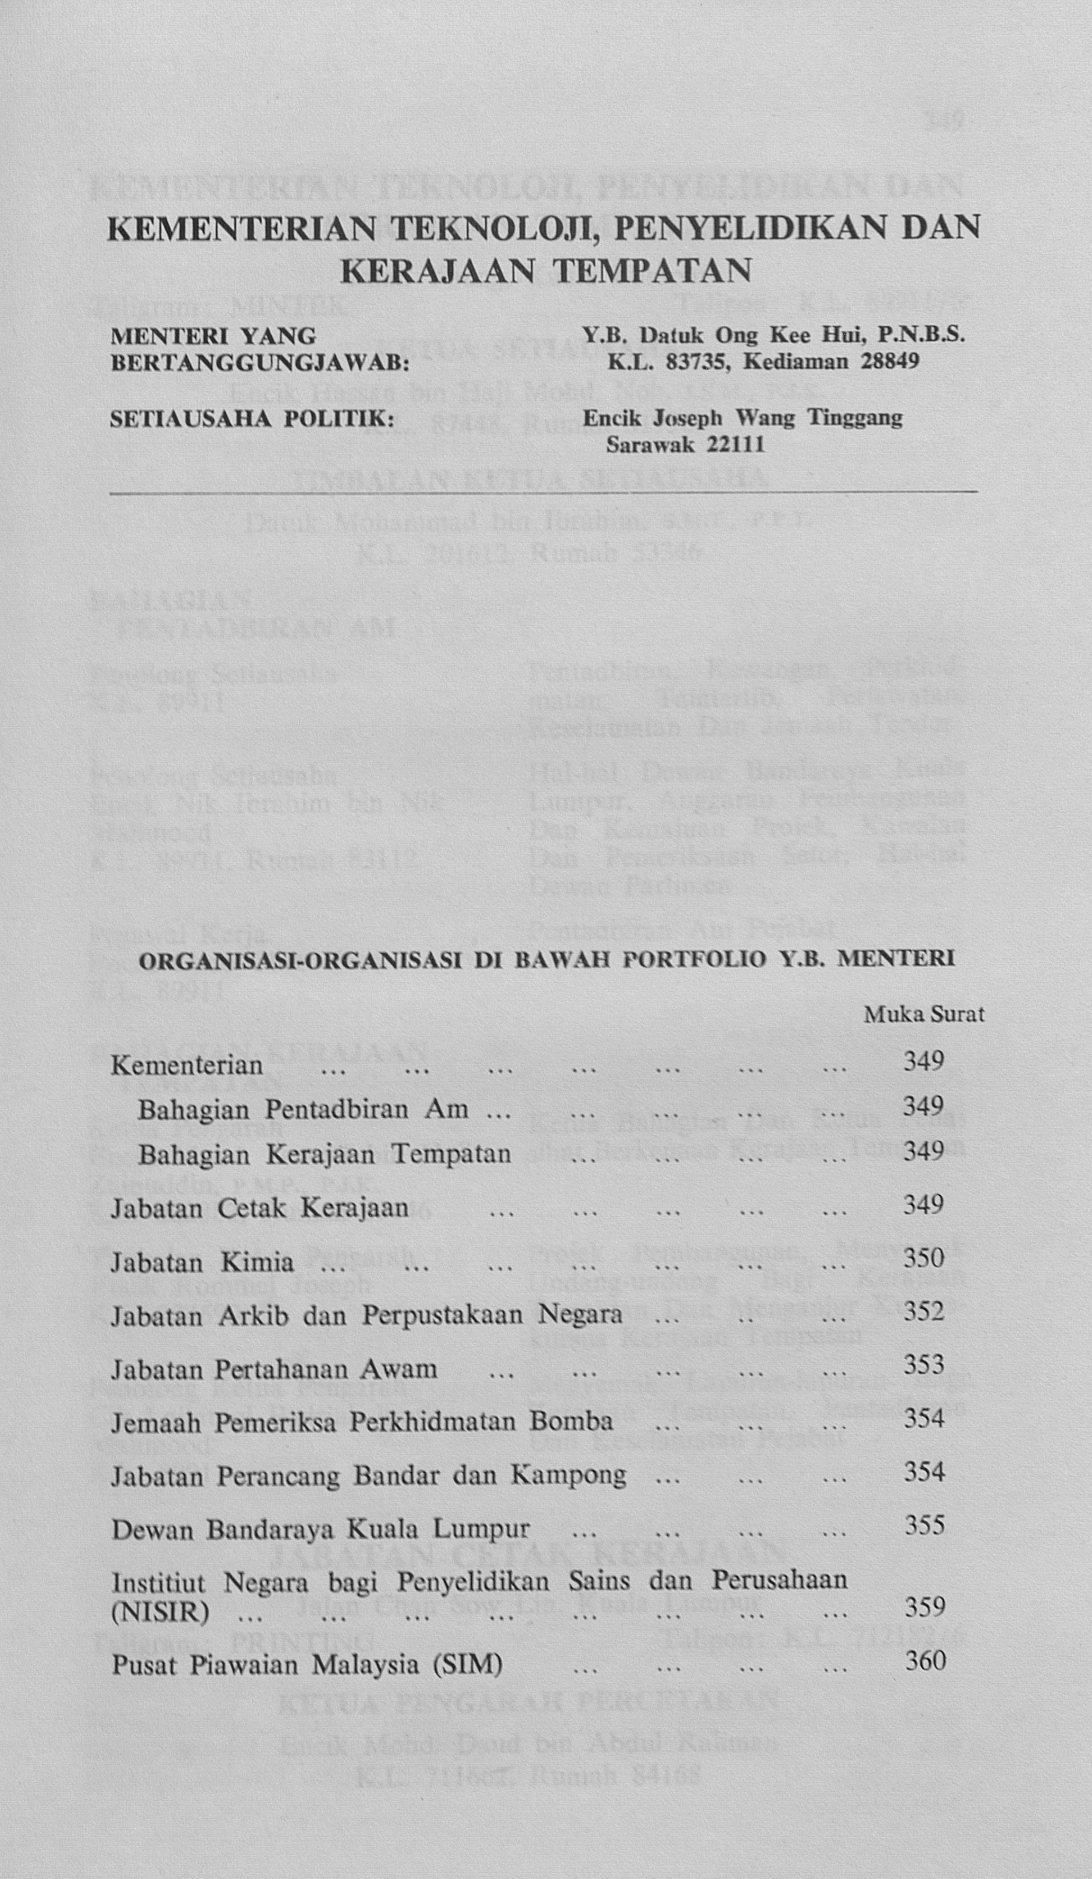 KEMENTERIAN TEKNOLOJI, PENYELIDIKAN DAN
KERAJAAN TEMPATAN
MENTERI YANG
BERTANGGUNGJAWAB:
Y.B. Datuk Ong Kee Hui, P.N.B.S.
K.L. 83735, Kediaman 28849
SETIAUSAHA POLITIK:
Encik Joseph Wang Tinggang
Sarawak 22111
ORGANISASI-ORGANISASI DI BAWAH PORTFOLIO Y.B. MENTERI
Muka Surat
Kementerian ... ... ... ... ... ... ... 349
Bahagian Pentadbiran Am ... ... ... ... ... 349
Bahagian Kerajaan Tempatan ... ... ... ... 349
Jabatan Cetak Kerajaan ... ... ... ... ... 349
Jabatan Kimia ... ... ... ... ... ... ... 350
Jabatan Arkib dan Perpustakaan Negara ... .. ... 352
Jabatan Pertahanan Awam ... ... ... ... ... 353
Jemaah Pemeriksa Perkhidmatan Bomba ... ... ... 354
Jabatan Perancang Bandar dan Kampong ... ... ... 354
Dewan Bandaraya Kuala Lumpur ... ... ... ... 355
Institiut Negara bagi Penyelidikan Sains dan Perusahaan
(NISIR) ... ... ... ... ... ... ... ... 359
Pusat Piawaian Malaysia (SIM) ... ... ... ... 360